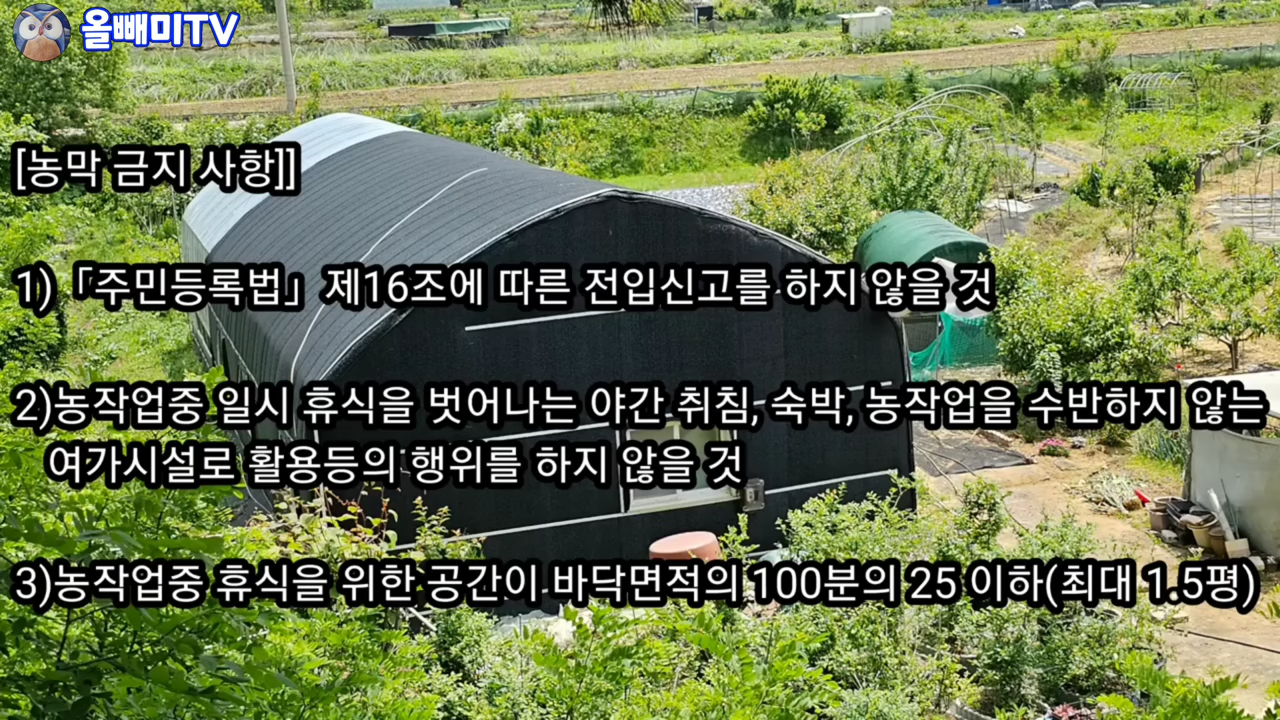 올빼미TV
[농막 금지 사항]]
1)「주민등록법」제16조에 따른 전입신고를 하지 않을 것
2)농작업중 일시 휴식을 벗어나는 야간 취침, 숙박, 농작업을 수반하지 않는
여가시설로 활용등의 행위를 하지 않을 것
3)농작업중 휴식을 위한 공간이 바닥면적의 100분의 25 이하(최대 1.5평)